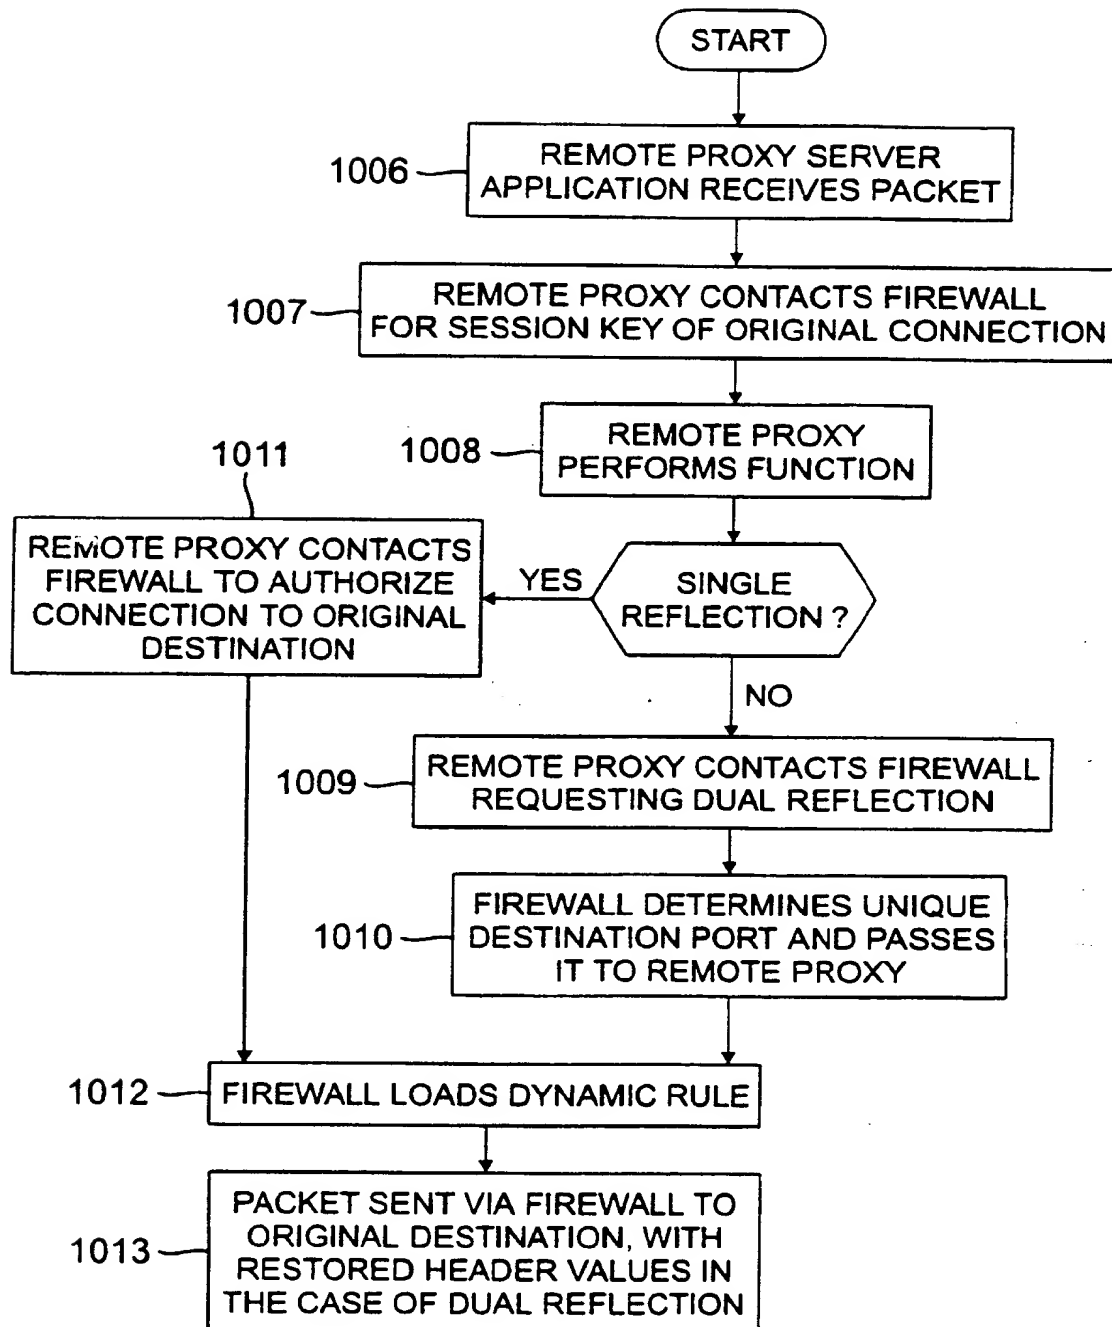 START
1006
REMOTE PROXY SERVER
APPLICATION RECEIVES PACKET
1007
REMOTE PROXY CONTACTS FIREWALL
FOR SESSION KEY OF ORIGINAL CONNECTION
1008
REMOTE PROXY
PERFORMS FUNCTION
SINGLE
REFLECTION ?
YES
1011
REMOTE PROXY CONTACTS
FIREWALL TO AUTHORIZE
CONNECTION TO ORIGINAL
DESTINATION
NO
1009
REMOTE PROXY CONTACTS FIREWALL
REQUESTING DUAL REFLECTION
1010
FIREWALL DETERMINES UNIQUE
DESTINATION PORT AND PASSES
IT TO REMOTE PROXY
1012
FIREWALL LOADS DYNAMIC RULE
1013
PACKET SENT VIA FIREWALL TO
ORIGINAL DESTINATION, WITH
RESTORED HEADER VALUES IN
THE CASE OF DUAL REFLECTION